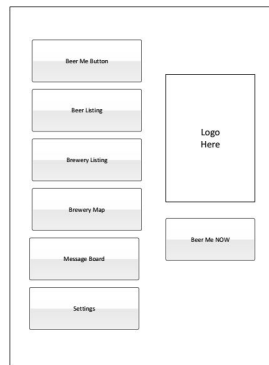 Beer Me Button
Beer Listing
Brewery Listing
Brewery Map
Message Board
Settings
Logo
Here
Beer Me NOW